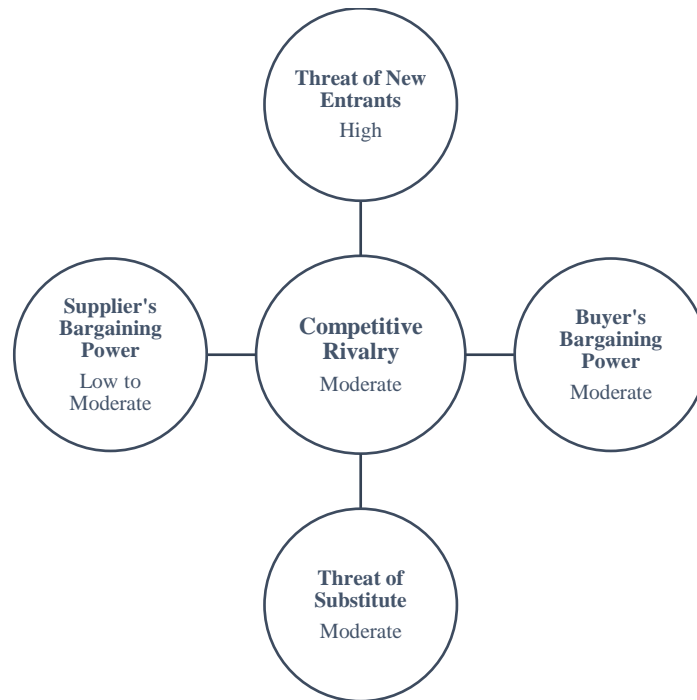 Threat of New
Entrants
High
Supplier's
Bargaining
Power
Low to
Moderate
Competitive
Rivalry
Moderate
Buyer's
Bargaining
Power
Moderate
Threat of
Substitute
Moderate